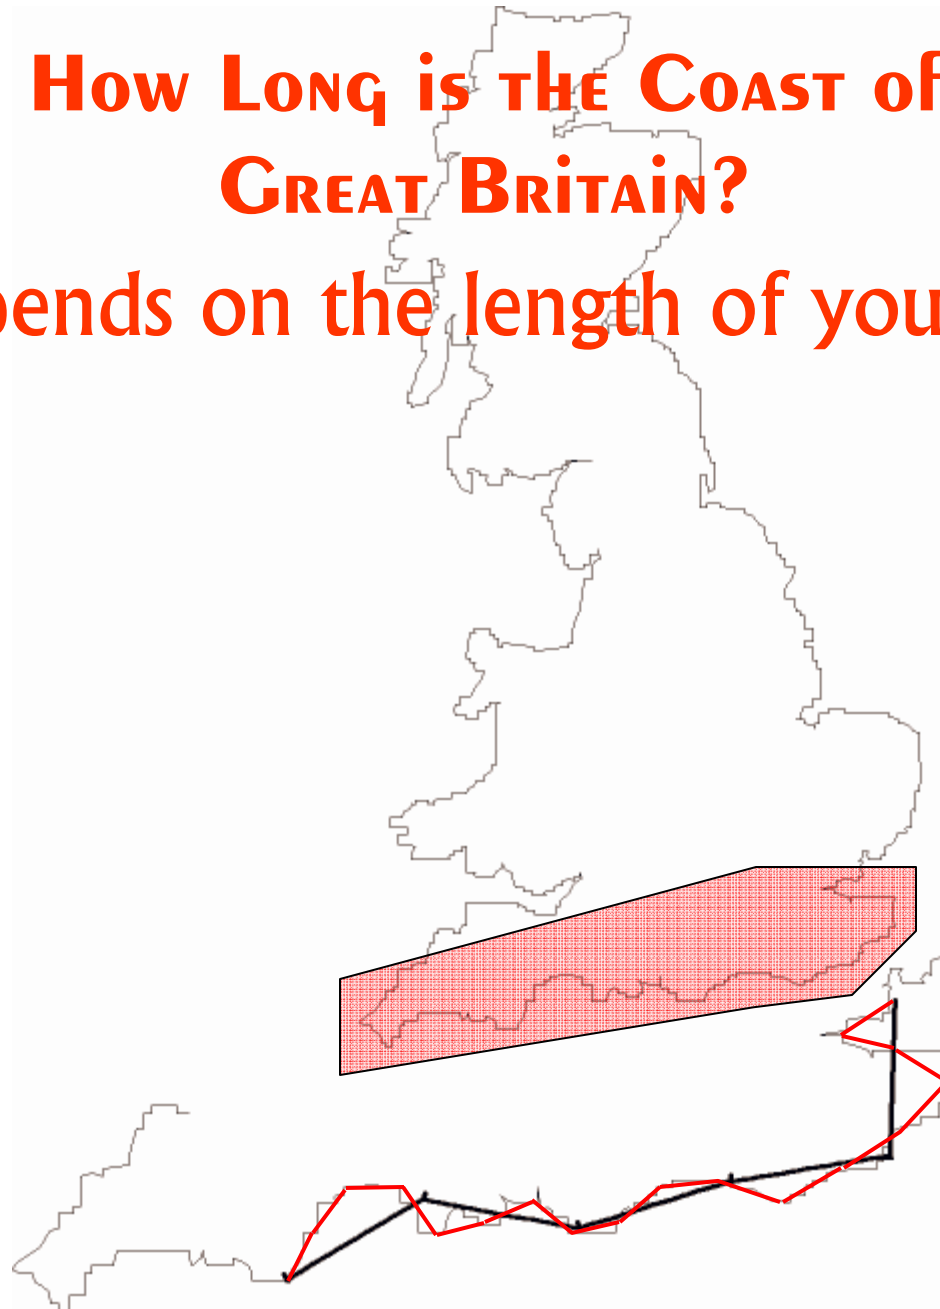 How Long is the Coast of
Great Britain?
pends on the length of you